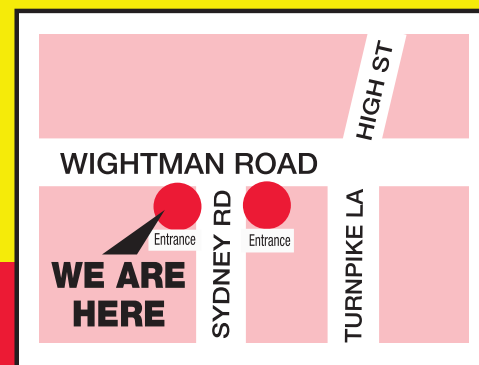 HIGH ST
WIGHTMAN ROAD
Entrance
SYDNEY RD
Entrance
TURNPIKE LA
WE ARE
HERE